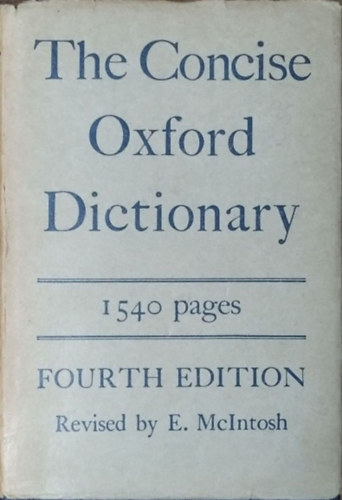 The Concise
Oxford
Dictionary
1540 pages
FOURTH EDITION
Revised by E. McIntosh